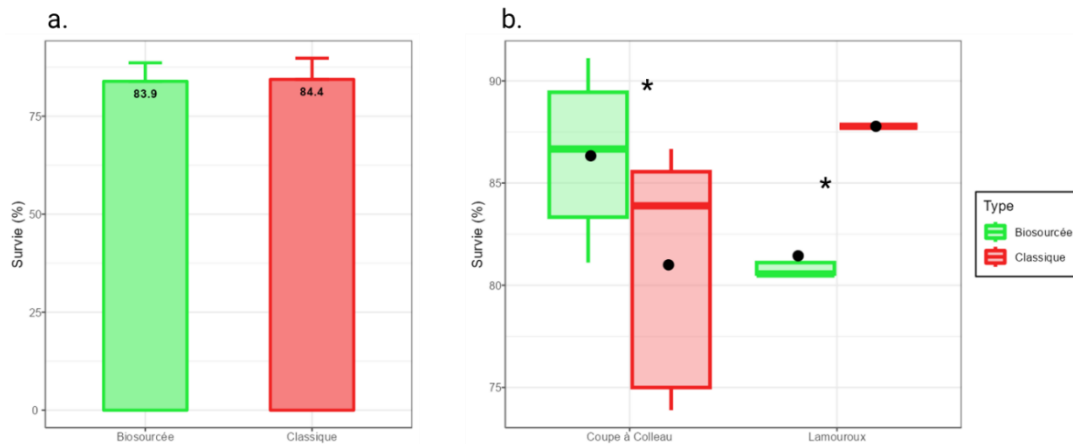 a.
Survie (%)
75
50
25
0
83.9
84.4
Biosourcée
Classique
b.
Survie (%)
90
85
80
75
*
*
Coupe à Colleau
Lamouroux
Type
Biosourcée
Classique